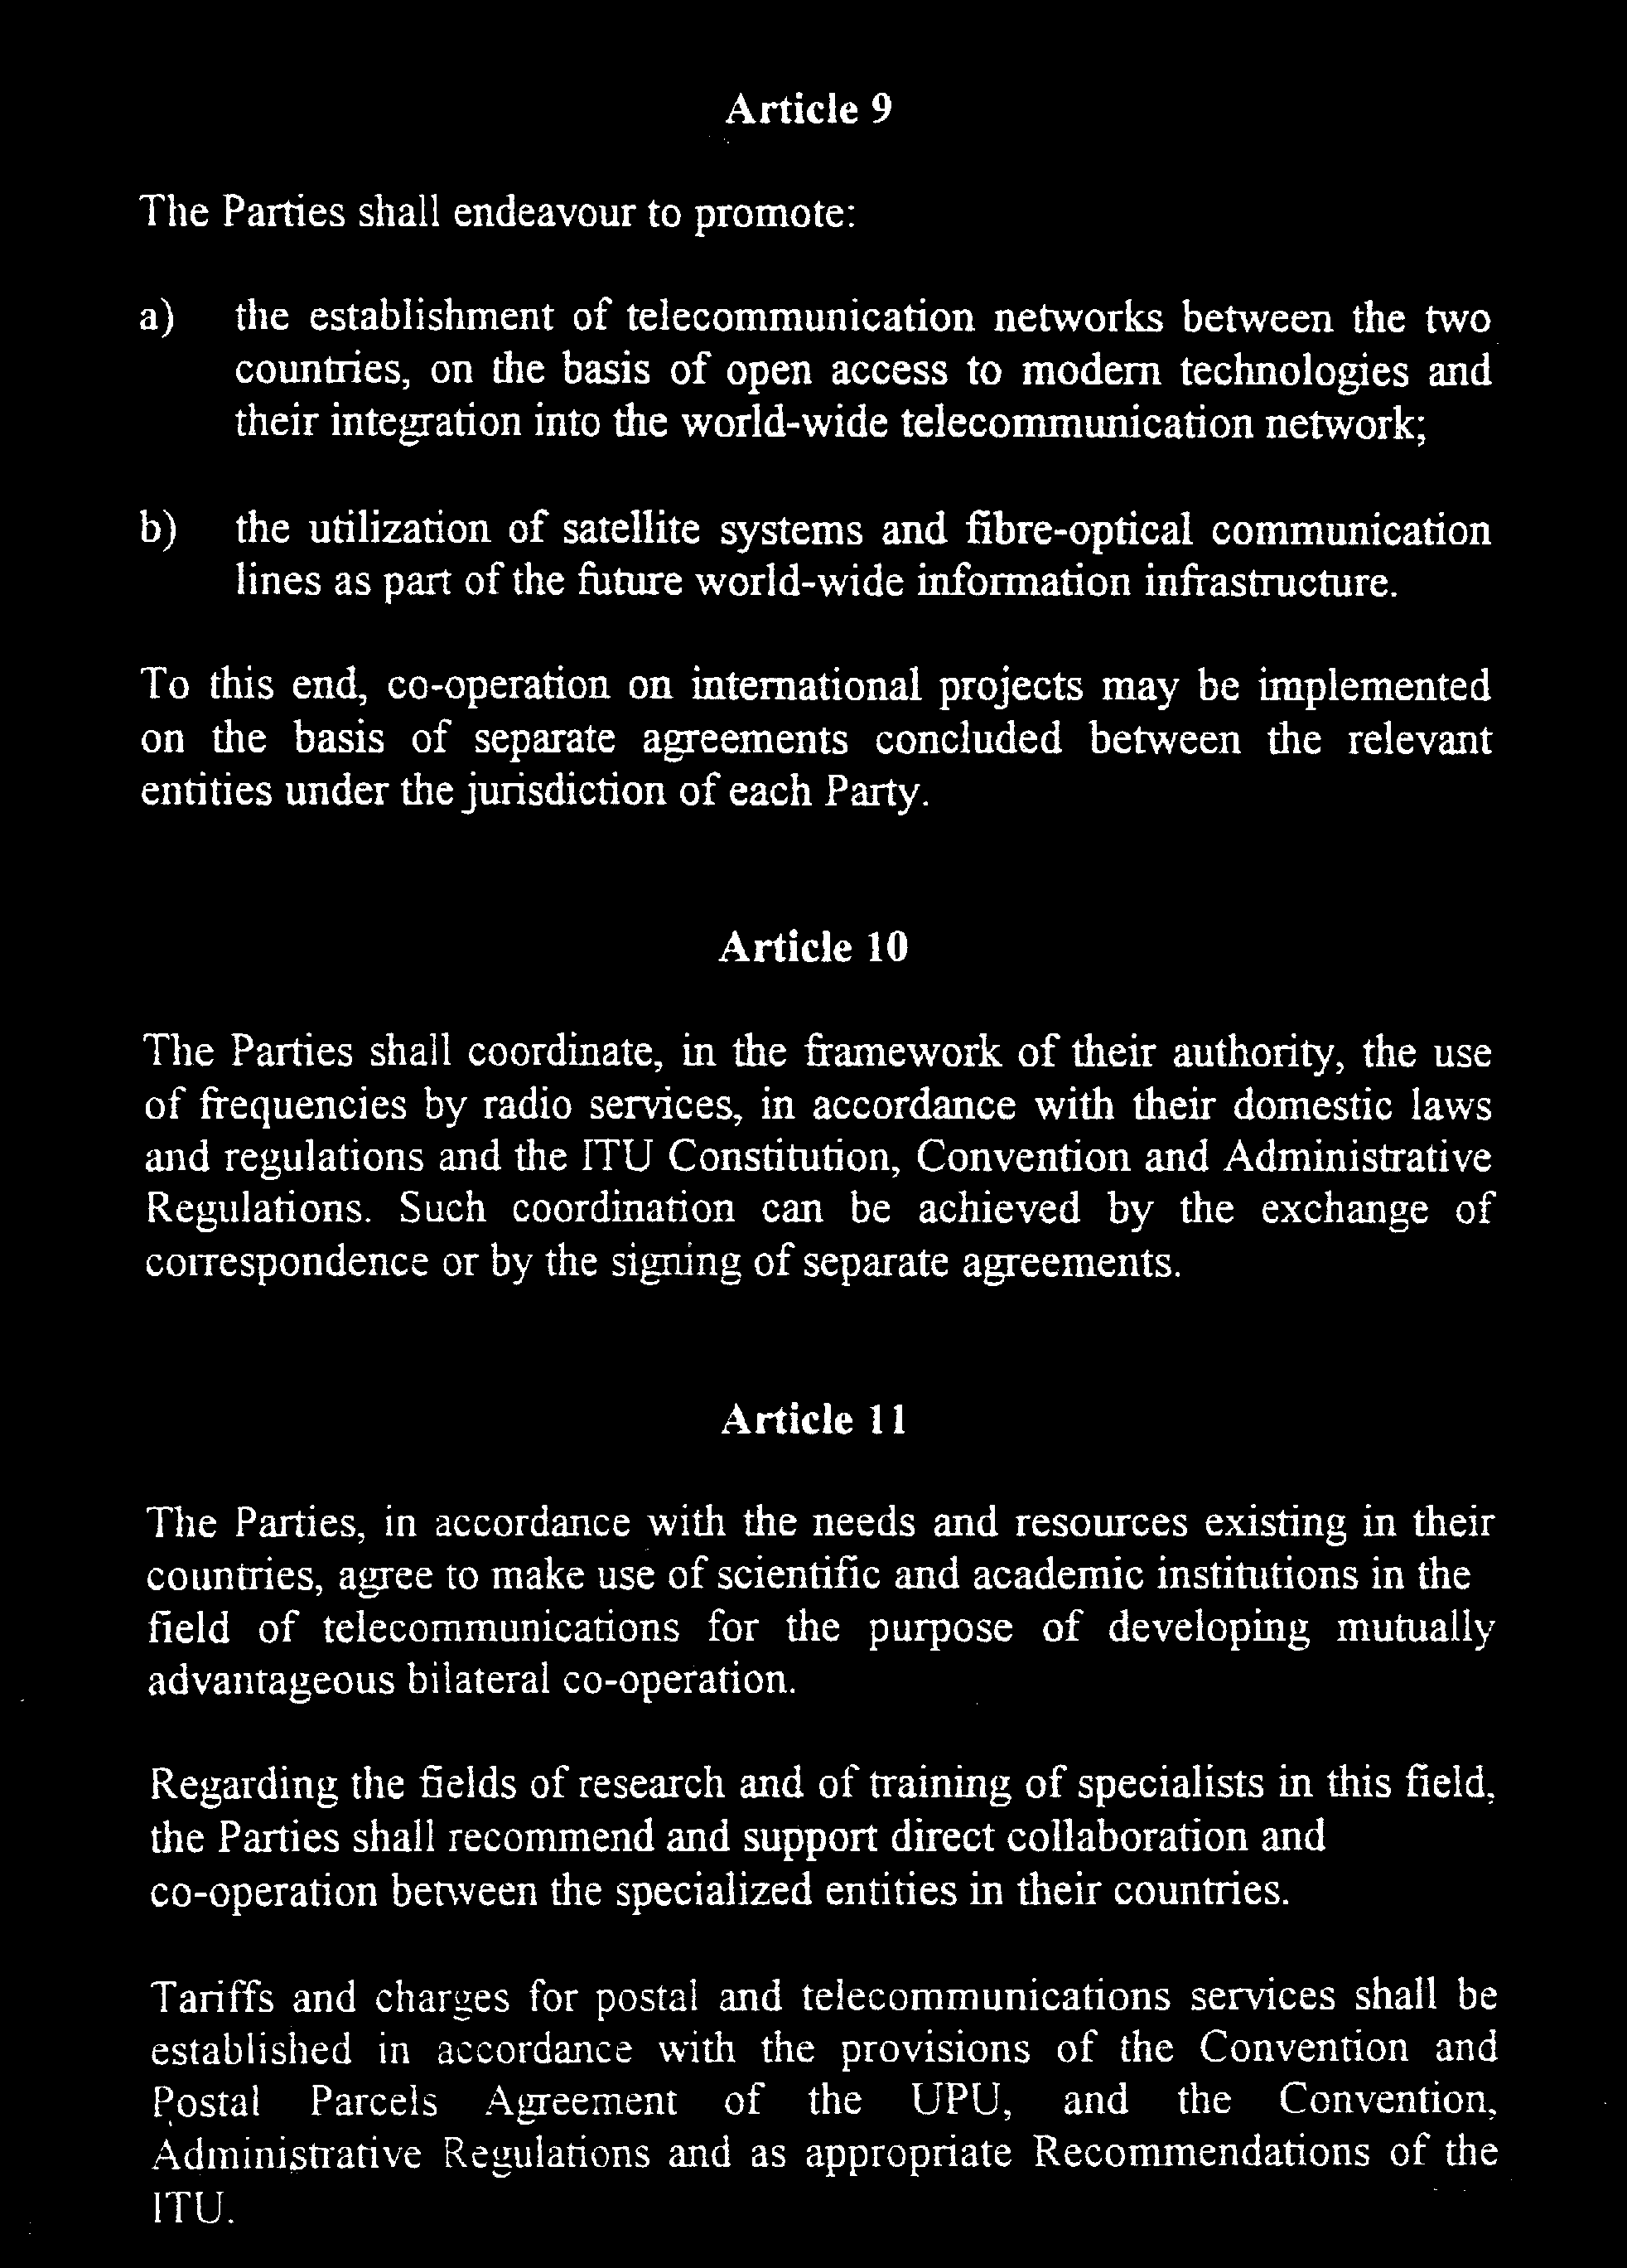 Article 9
The Parties shall endeavour to promote:
a) the establishment of telecommunication networks between the two
countries, on the basis of open access to modern technologies and
their integration into the world-wide telecommunication network;
b) the utilization of satellite systems and fibre-optical communication
lines as part of the future world-wide information infrastructure.
To this end, co-operation on international projects may be implemented
on the basis of separate agreements concluded between the relevant
entities under the jurisdiction of each Party.
Article 10
The Parties shall coordinate, in the framework of their authority, the use
of frequencies by radio services, in accordance with their domestic laws
and regulations and the ITU Constitution, Convention and Administrative
Regulations. Such coordination can be achieved by the exchange of
correspondence or by the signing of separate agreements.
Article 11
The Parties, in accordance with the needs and resources existing in their
countries, agree to make use of scientific and academic institutions in the
field of telecommunications for the purpose of developing mutually
advantageous bilateral co-operation.
Regarding the fields of research and of training of specialists in this field,
the Parties shall recommend and support direct collaboration and
co-operation between the specialized entities in their countries.
Tariffs and charges for postal and telecommunications services shall be
established in accordance with the provisions of the Convention and
Postal Parcels Agreement of the UPU, and the Convention,
Administrative Regulations and as appropriate Recommendations of the
ITU.